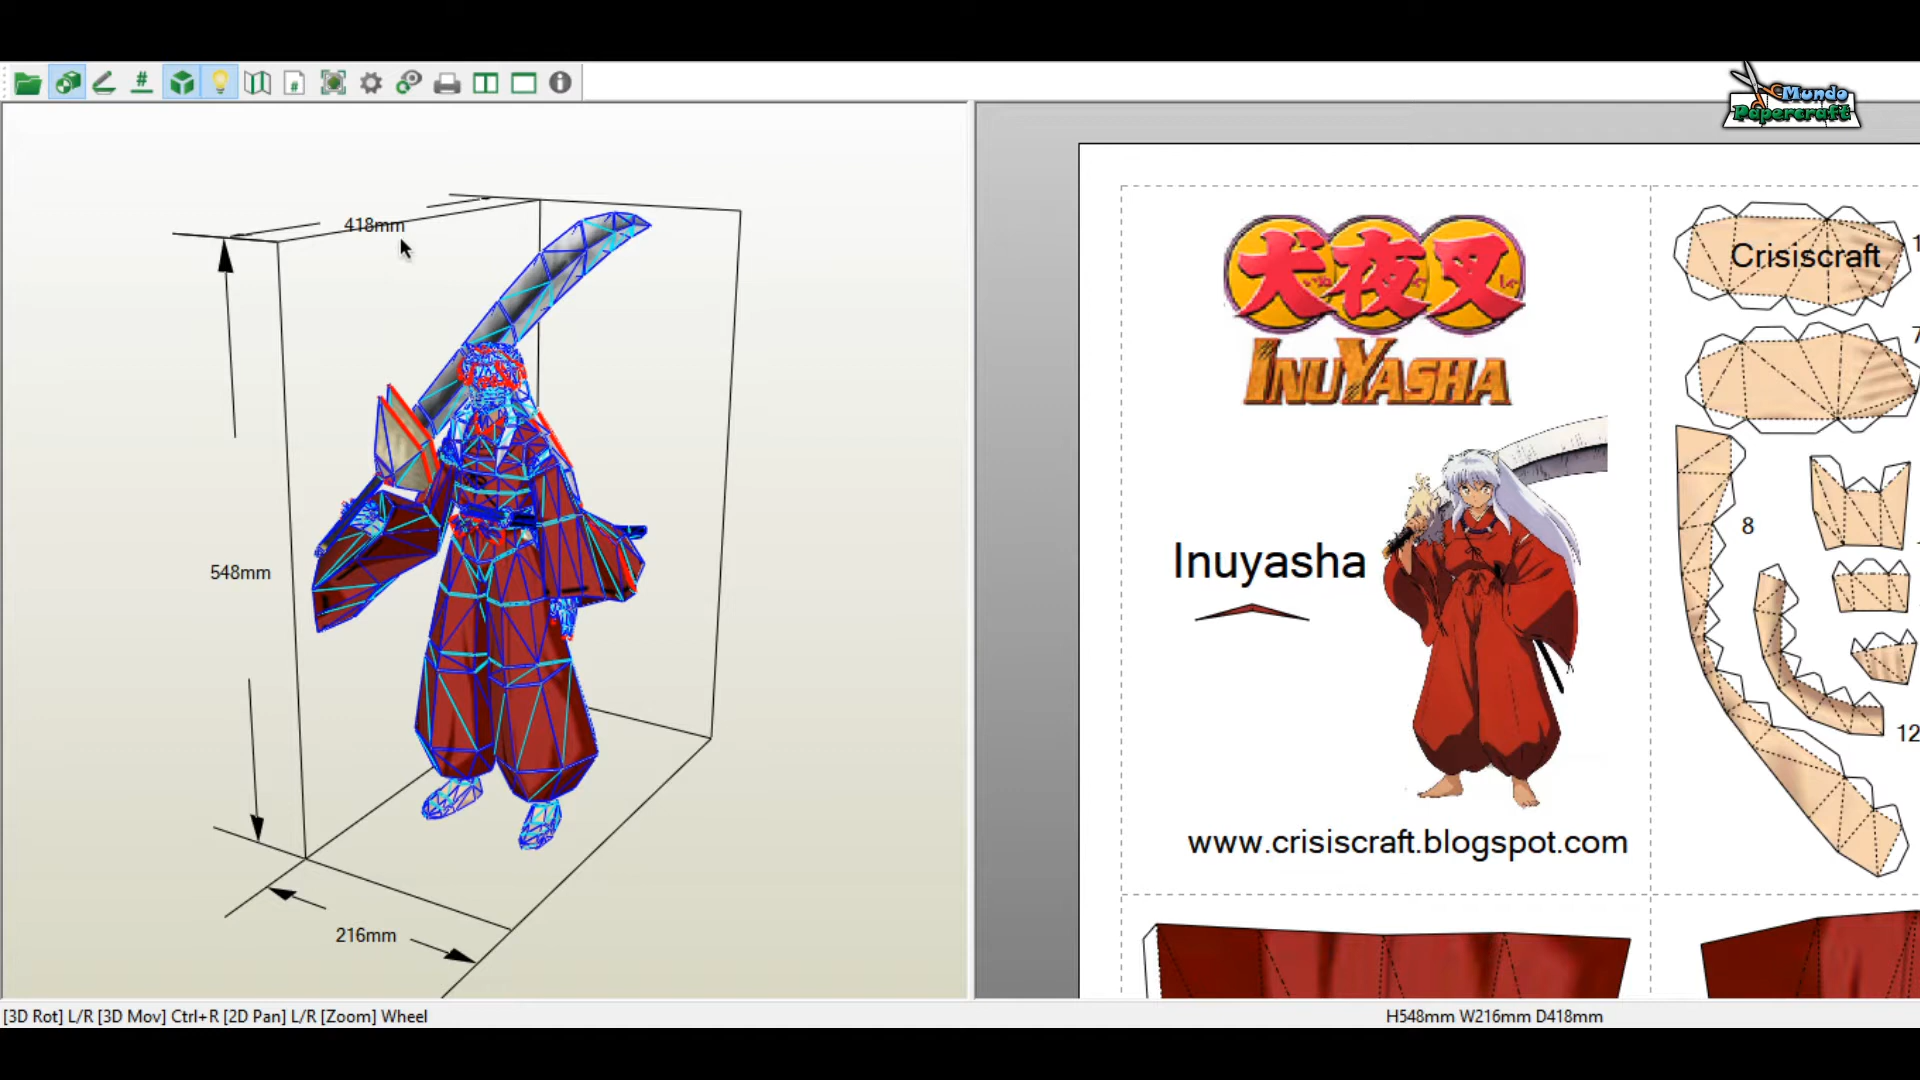 Mundo
Papercraft
418mm
548mm
216mm
犬夜叉
INUYASHA
Inuyasha
www.crisiscraft.blogspot.com
Crisiscraft
8
12
[3D Rot] L/R [3D Mov] Ctrl+R [2D Pan] L/R [Zoom] Wheel
H548mm W216mm D418mm